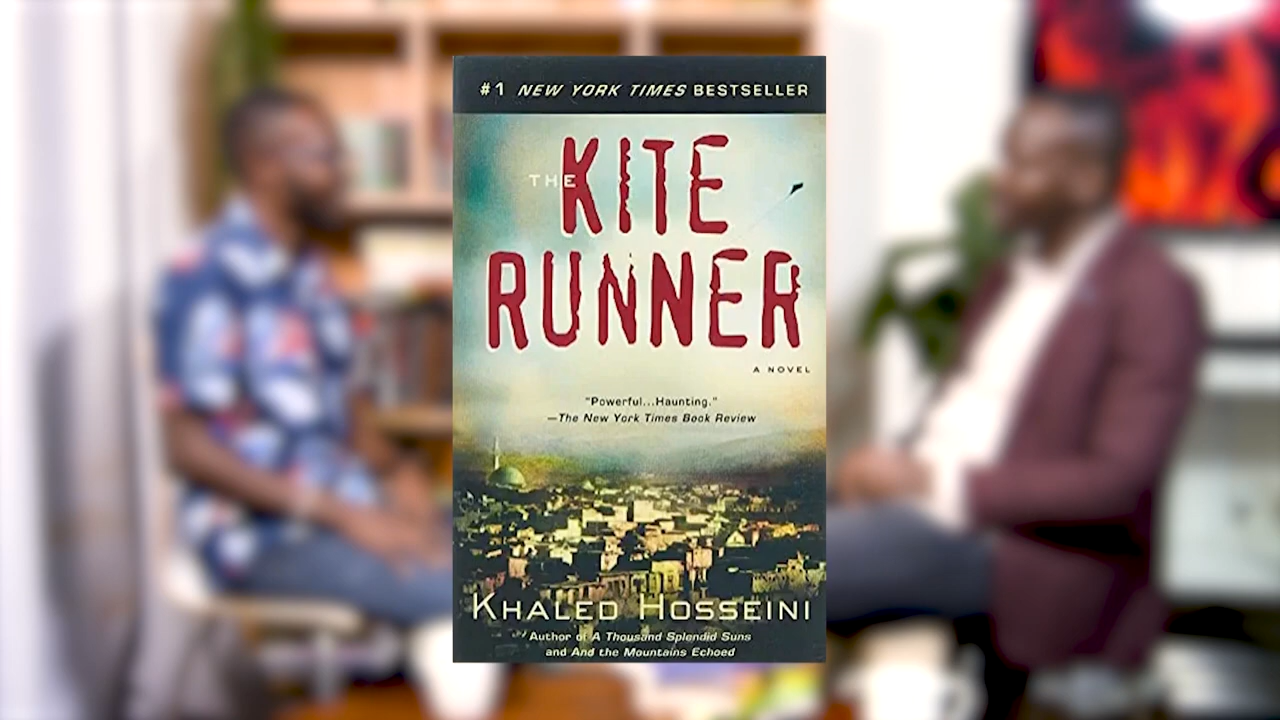 #1 NEW YORK TIMES BESTSELLER
THE KITE
RUNNER
A NOVEL
"Powerful...Haunting."
—The New York Times Book Review
KHALED HOSSEINI
Author of A Thousand Splendid Suns
and And the Mountains Echoed